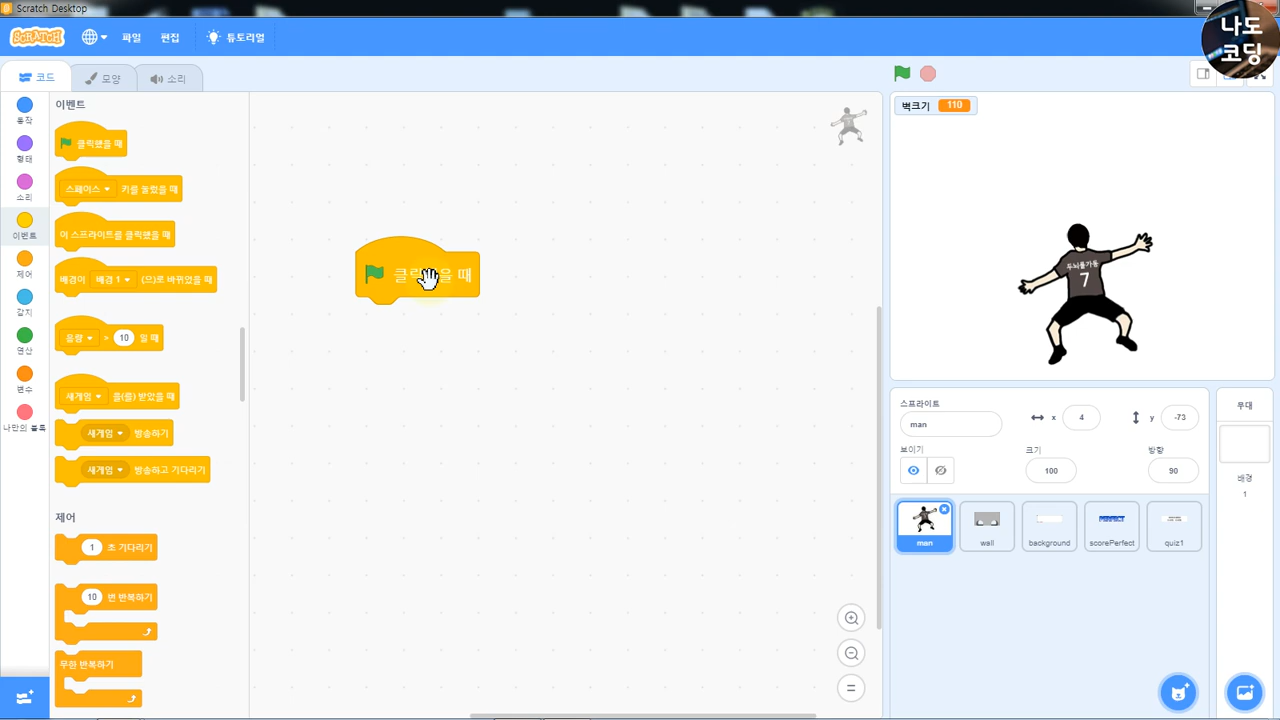 Scratch Desktop
SCRATCH
파일
편집
튜토리얼
나도
코딩
코드
모양
소리
동작
형태
소리
이벤트
제어
감지
연산
변수
나만의 블록
이벤트
클릭했을 때
스페이스 키를 눌렀을 때
이 스프라이트를 클릭했을 때
배경이 배경 1 (으)로 바뀌었을 때
음량 > 10 일 때
새게임 을(를) 받았을 때
새게임 방송하기
새게임 방송하고 기다리기
제어
1 초 기다리기
10 번 반복하기
무한 반복하기
클릭했을 때
벽크기 110
두뇌풀가동
7
스프라이트
man
x 4
y -73
보이기
크기
100
방향
90
man
wall
background
PERFECT
scorePerfect
quiz1
무대
배경
1